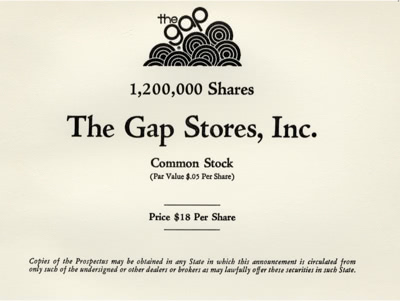 the gap
1,200,000 Shares
The Gap Stores, Inc.
Common Stock
(Par Value $.05 Per Share)
Price $18 Per Share
Copies of the Prospectus may be obtained in any State in which this announcement is circulated from
only such of the undersigned or other dealers or brokers as may lawfully offer these securities in such State.